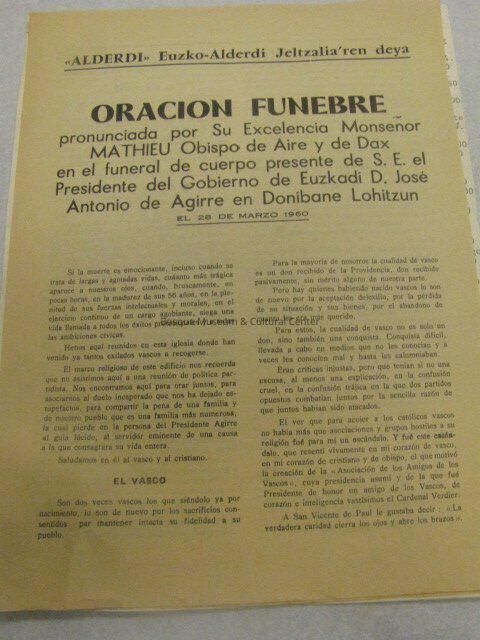 «ALDERDI» Euzko-Alderdi Jeltzalia'ren deya
ORACION FUNEBRE
pronunciada por Su Excelencia Monseñor
MATHIEU Obispo de Aire y de Dax
en el funeral de cuerpo presente de S. E. el
Presidente del Gobierno de Euzkadi D. José
Antonio de Agirre en Donibane Lohitzun
EL 28 DE MARZO 1960
Si la muerte es emocionante, incluso cuando se
trata de largas y agotadas vidas, cuánto más trágica
aparece a nuestros ojos, cuando, bruscamente, en
pocas horas, en la madurez de sus 56 años, en la ple-
nitud de sus fuerzas intelectuales y morales, en el
ejercicio continuo de un cargo agobiante, siega una
vida llamada a todos los éxitos
las ambiciones cívicas.
Henos aquí reunidos en esta iglesia donde han
venido ya tantos exilados vascos a recogerse.
El marco religioso de este edificio nos recuerda
que no asistimos aquí a una reunión de política par-
tidista. Nos encontramos aquí para orar juntos, para
asociarnos al duelo inesperado que nos ha dejado es-
tupefactos, para compartir la pena de una familia y
de nuestro pueblo que es una familia más numerosa,
la cual pierde en la persona del Presidente Agirre
al guía lúcido, al servidor eminente de una causa
a la que consagrara su vida entera.
Saludamos en él al vasco y al cristiano.
EL VASCO
Son dos veces vascos los que siéndolo ya por
nacimiento, lo son de nuevo por los sacrificios con-
sentidos por mantener intacta su fidelidad a su
pueblo.
Para la mayoría de nosotros la cualidad de vasco
es un don recibido de la Providencia, don recibido
pasivamente, sin mérito alguno de nuestra parte.
Pero hay quienes habiendo nacido vascos lo son
de nuevo por la aceptación del exilio, por la pérdida
de su situación y sus bienes, por el abandono de
les era más querido.
Para estos, la cualidad de vasco no es solo un
don, sino también una conquista. Conquista difícil,
llevada a cabo en medios que no les conocían y a
veces les conocían mal y hasta les calumniaban.
Eran críticas injustas, pero que tenían si no una
excusa, al menos una explicación, en la confusión
cruel, en la confusión trágica en la que dos partidos
opuestos combatían juntos por la sencilla razón de
que juntos habían sido atacados.
El ver que para acoger a los católicos vascos
no había más que asociaciones y grupos hostiles a su
religión fué para mí un escándalo. Y fué este escán-
dalo, que resentí vivamente en mi corazón de vasco,
en mi corazón de cristiano y de obispo, el que motivó
la creación de la «Asociación de los Amigos de los
Vascos», cuya presidencia asumí y de la que fué
Presidente de honor un amigo de los Vascos, de
corazón e inteligencia vastísimos el Cardenal Verdier.
A San Vicente de Paul le gustaba decir : «La
verdadera caridad cierra los ojos y abre los brazos».
Basque Museum & Cultural Center